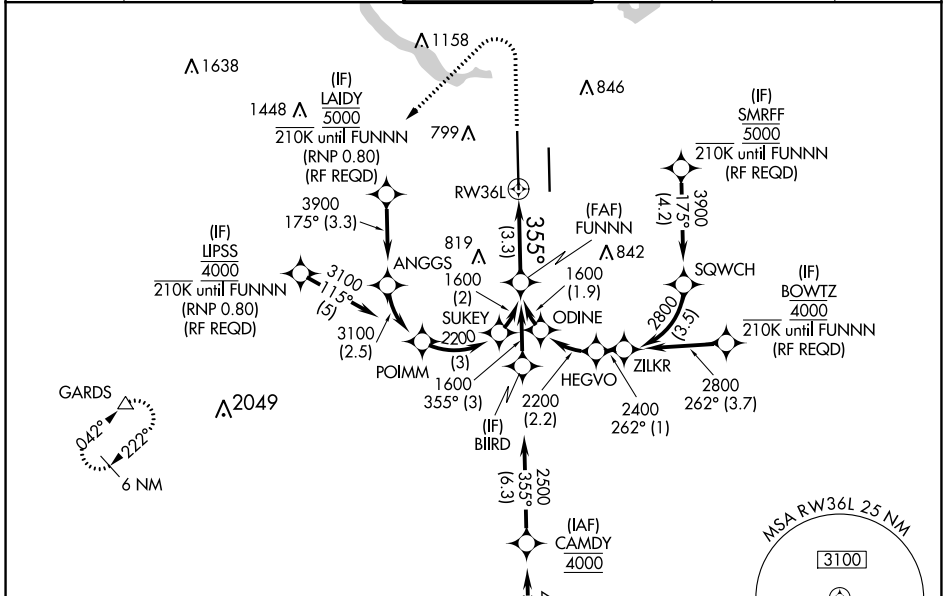 1158
1638
(IF)
LAIDY
5000
210K until FUNNN
(RNP 0.80)
(RF REQD)
1448
799
846
(IF)
SMRFF
5000
210K until FUNNN
(RF REQD)
RW36L
3900
175° (3.3)
355°
(3.3)
(FAF)
FUNNN
3900
175°
(4.2)
(IF)
LIPSS
4000
210K until FUNNN
(RNP 0.80)
(RF REQD)
3100
115°
(5)
ANGGS
819
842
1600
(2)
1600
(1.9)
SQWCH
(IF)
BOWTZ
4000
210K until FUNNN
(RF REQD)
SUKEY
ODINE
2800
(3.5)
3100
(2.5)
2200
(3)
POIMM
1600
355° (3)
(IF)
BIIRD
2200
(2.2)
HEGVO
ZILKR
2400
262° (1)
2800
262° (3.7)
GARDS
042°
222°
6 NM
2049
2500
355°
(6.3)
(IAF)
CAMDY
4000
MSA RW36L 25 NM
3100